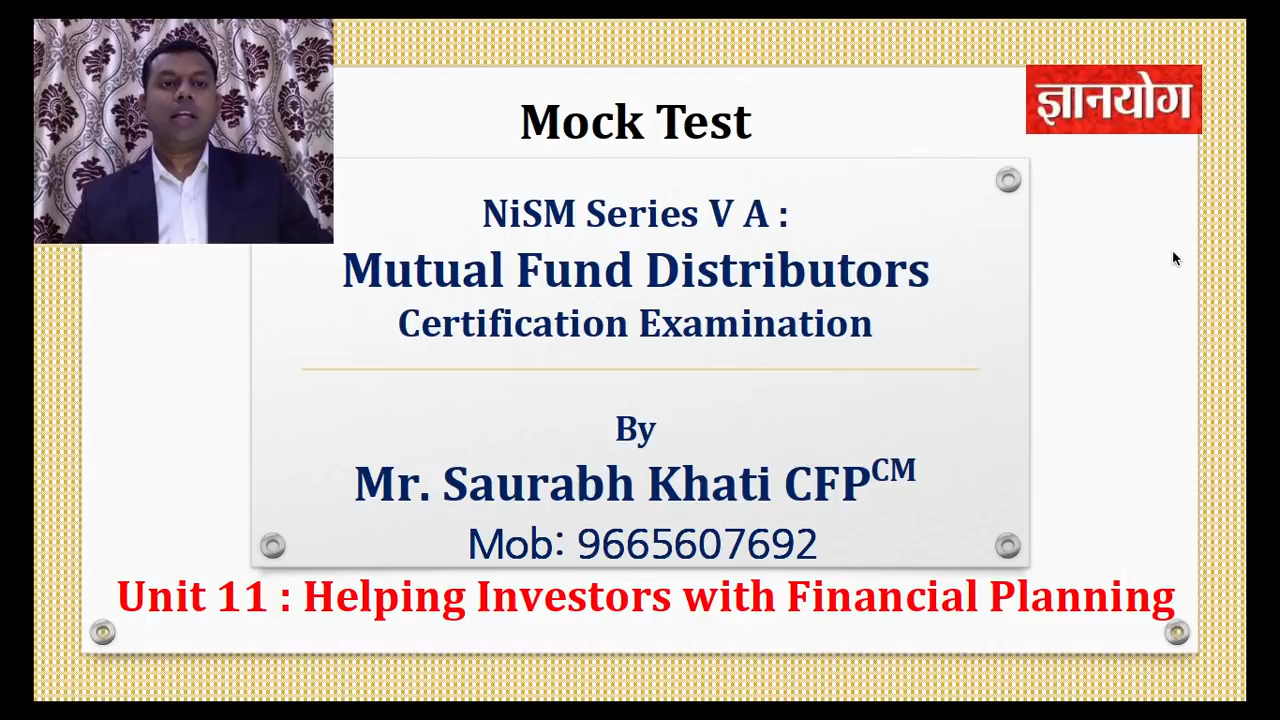 Mock Test
ज्ञानयोग
NiSM Series V A :
Mutual Fund Distributors
Certification Examination
By
Mr. Saurabh Khati CFPCM
Mob: 9665607692
Unit 11 : Helping Investors with Financial Planning